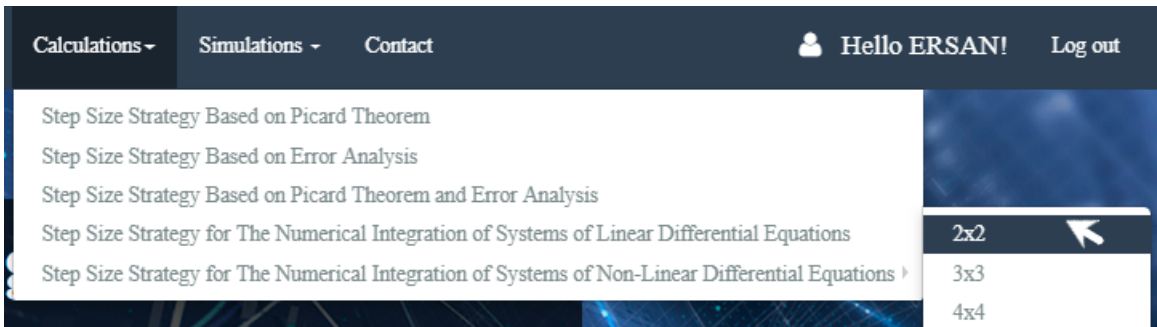 Calculations Simulations Contact Hello ERSAN! Log out
Step Size Strategy Based on Picard Theorem
Step Size Strategy Based on Error Analysis
Step Size Strategy Based on Picard Theorem and Error Analysis
Step Size Strategy for The Numerical Integration of Systems of Linear Differential Equations
Step Size Strategy for The Numerical Integration of Systems of Non-Linear Differential Equations
2x2
3x3
4x4